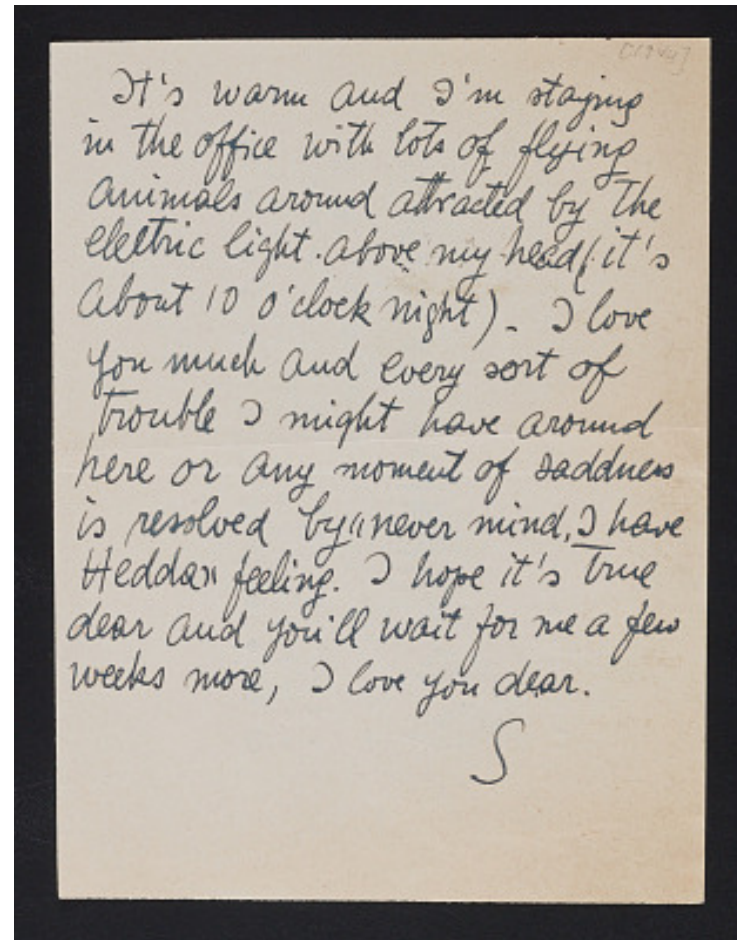 [1944]
It's warm and I'm staying
in the office with lots of flying
animals around attracted by the
electric light above my head (it's
about 10 o'clock night). I love
you much and every sort of
trouble I might have around
here or any moment of saddness
is resolved by "never mind, I have
Hedda" feeling. I hope it's true
dear and you'll wait for me a few
weeks more, I love you dear.
S